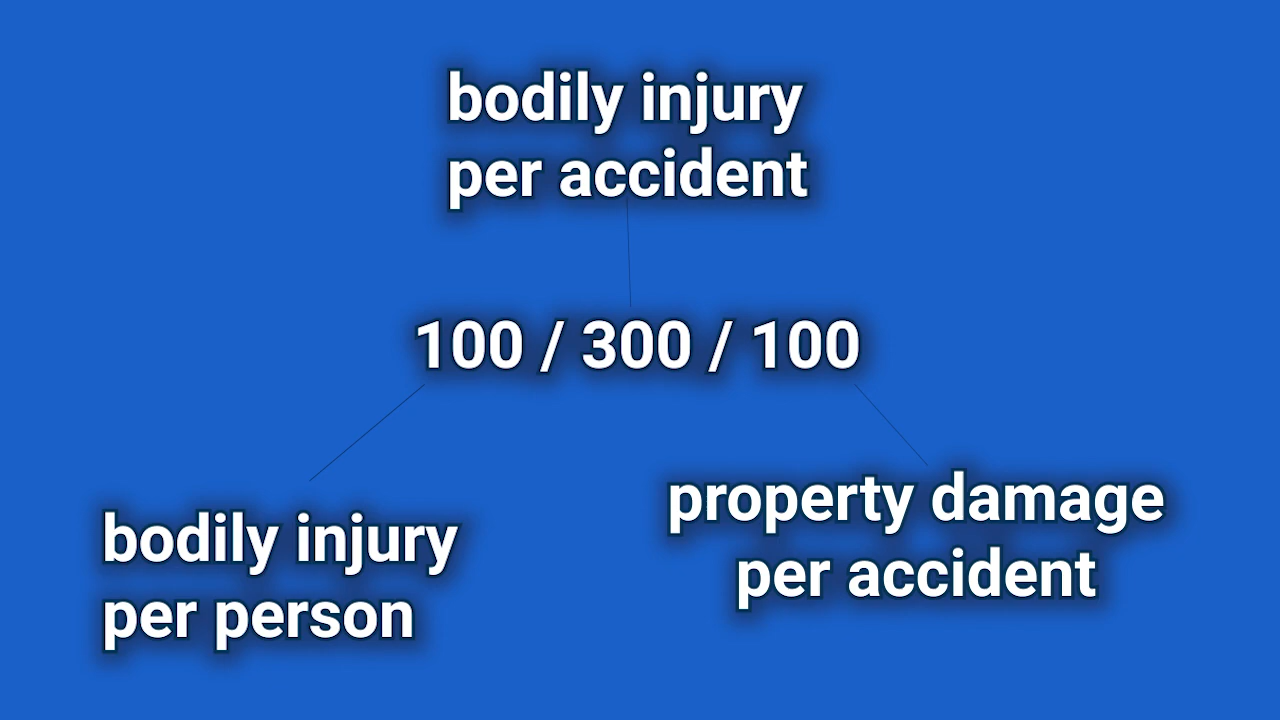 bodily injury
per accident
100 / 300 / 100
bodily injury
per person
property damage
per accident